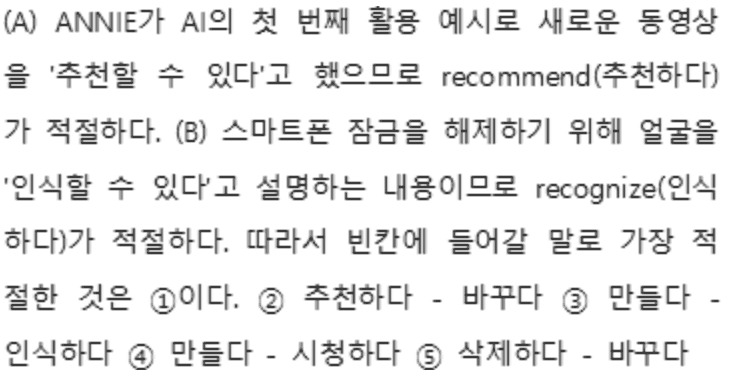 (A) ANNIE가 AI의 첫 번째 활용 예시로 새로운 동영상
을 '추천할 수 있다'고 했으므로 recommend(추천하다)
가 적절하다. (B) 스마트폰 잠금을 해제하기 위해 얼굴을
'인식할 수 있다'고 설명하는 내용이므로 recognize(인식
하다)가 적절하다. 따라서 빈칸에 들어갈 말로 가장 적
절한 것은 ①이다. ② 추천하다 - 바꾸다 ③ 만들다 -
인식하다 ④ 만들다 - 시청하다 ⑤ 삭제하다 - 바꾸다